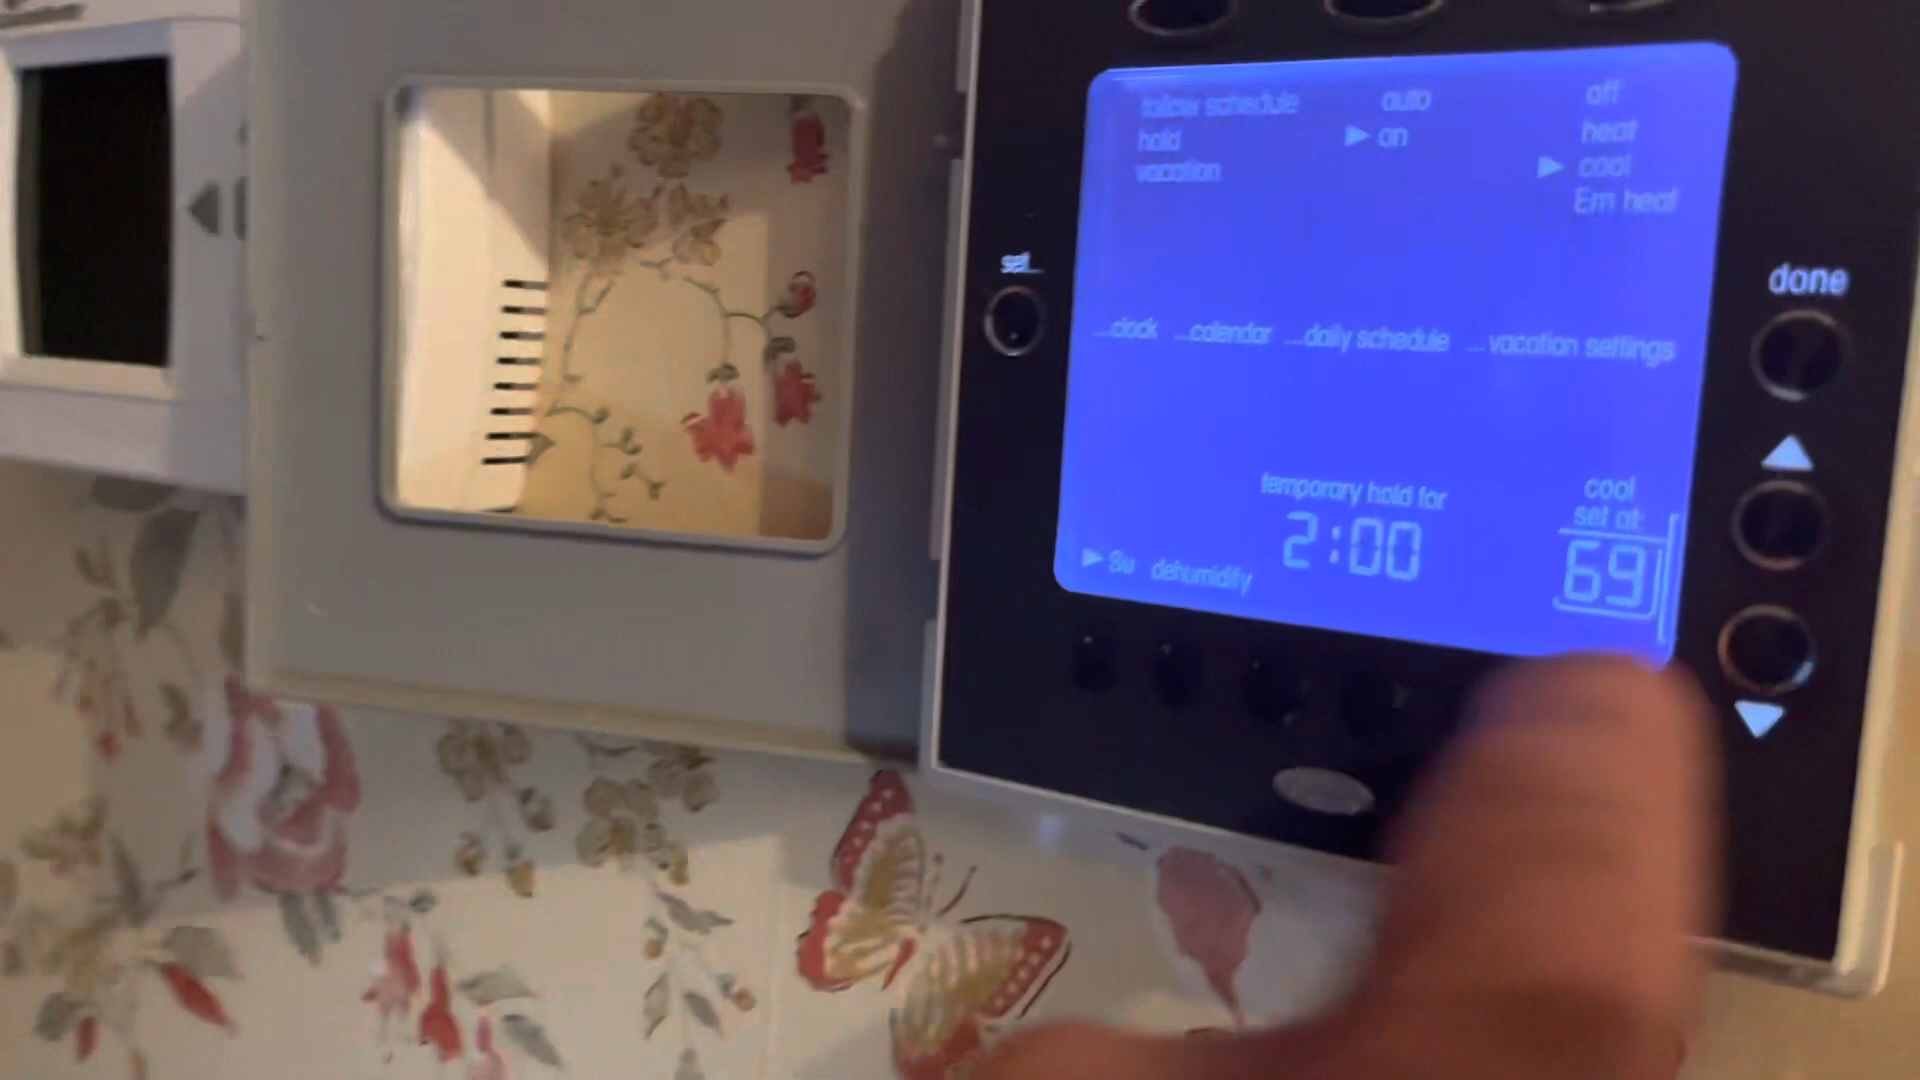 follow schedule auto off
hold on heat
vacation cool
Em heat
set...
done
...clock ...calendar ...daily schedule ...vacation settings
temporary hold for cool
set at:
2:00 69
Su dehumidify